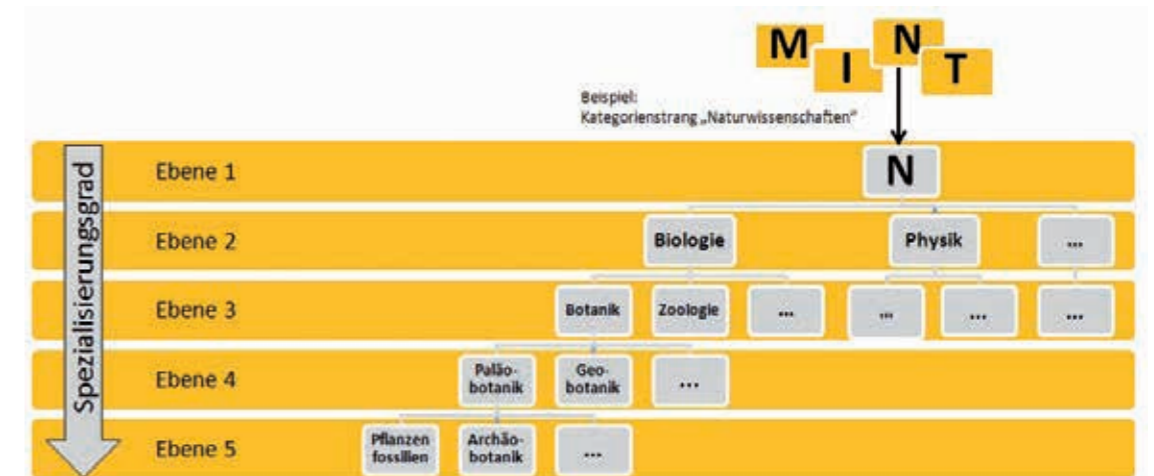 M I N T
Beispiel:
Kategorienstrang „Naturwissenschaften"
Spezialisierungsgrad
Ebene 1
N
Ebene 2
Biologie
Physik
...
Ebene 3
Botanik
Zoologie
...
...
...
...
Ebene 4
Paläo-
botanik
Geo-
botanik
...
Ebene 5
Pflanzen
fossilien
Archäo-
botanik
...